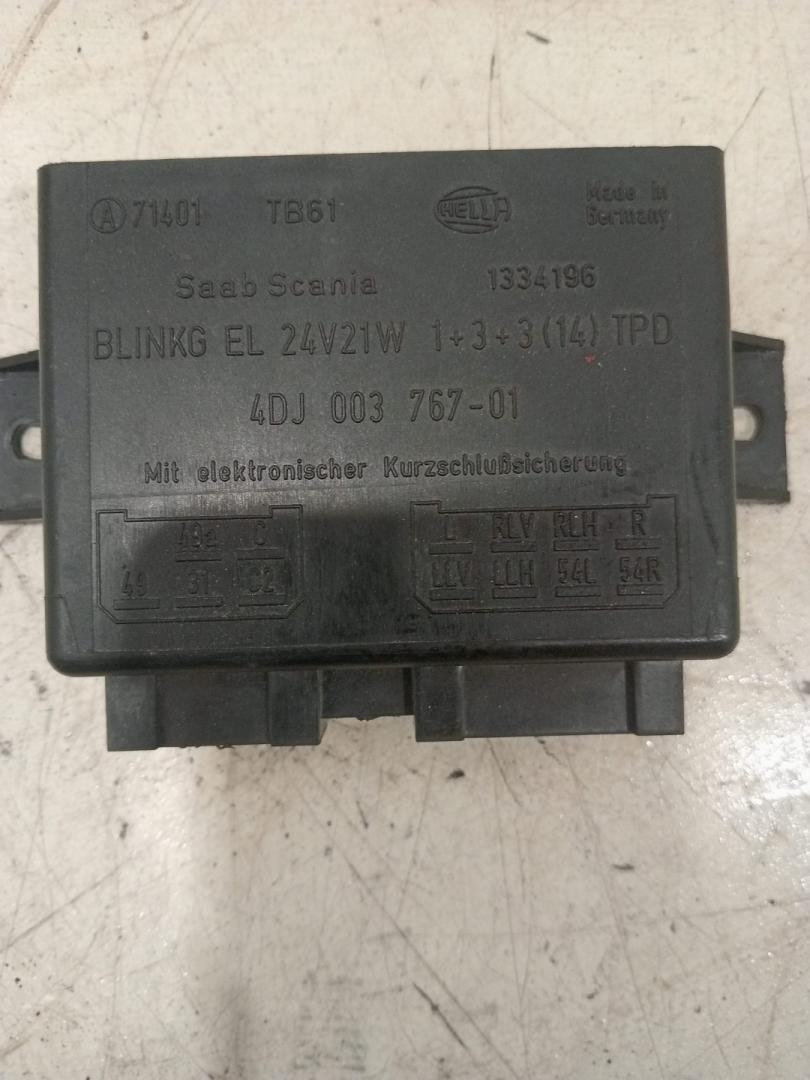 A 71401 TB61 HELLA Made in Germany
Saab Scania 1334196
BLINKG EL 24V21W 1+3+3(14) TPD
4DJ 003 767-01
Mit elektronischer Kurzschlußsicherung
49a C L RLV RLH R
49 31 C2 LLV LLH 54L 54R